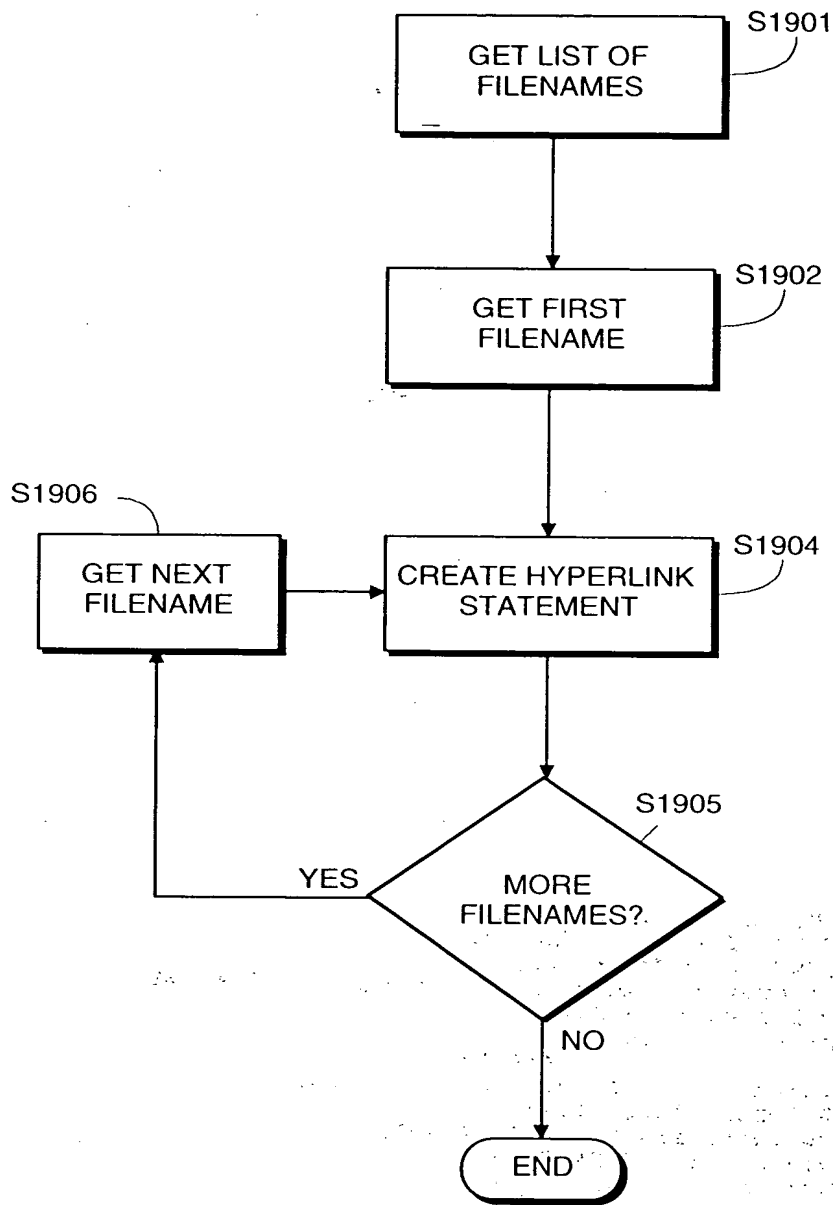 S1901
GET LIST OF
FILENAMES
S1902
GET FIRST
FILENAME
S1906
GET NEXT
FILENAME
S1904
CREATE HYPERLINK
STATEMENT
S1905
MORE
FILENAMES?
YES
NO
END